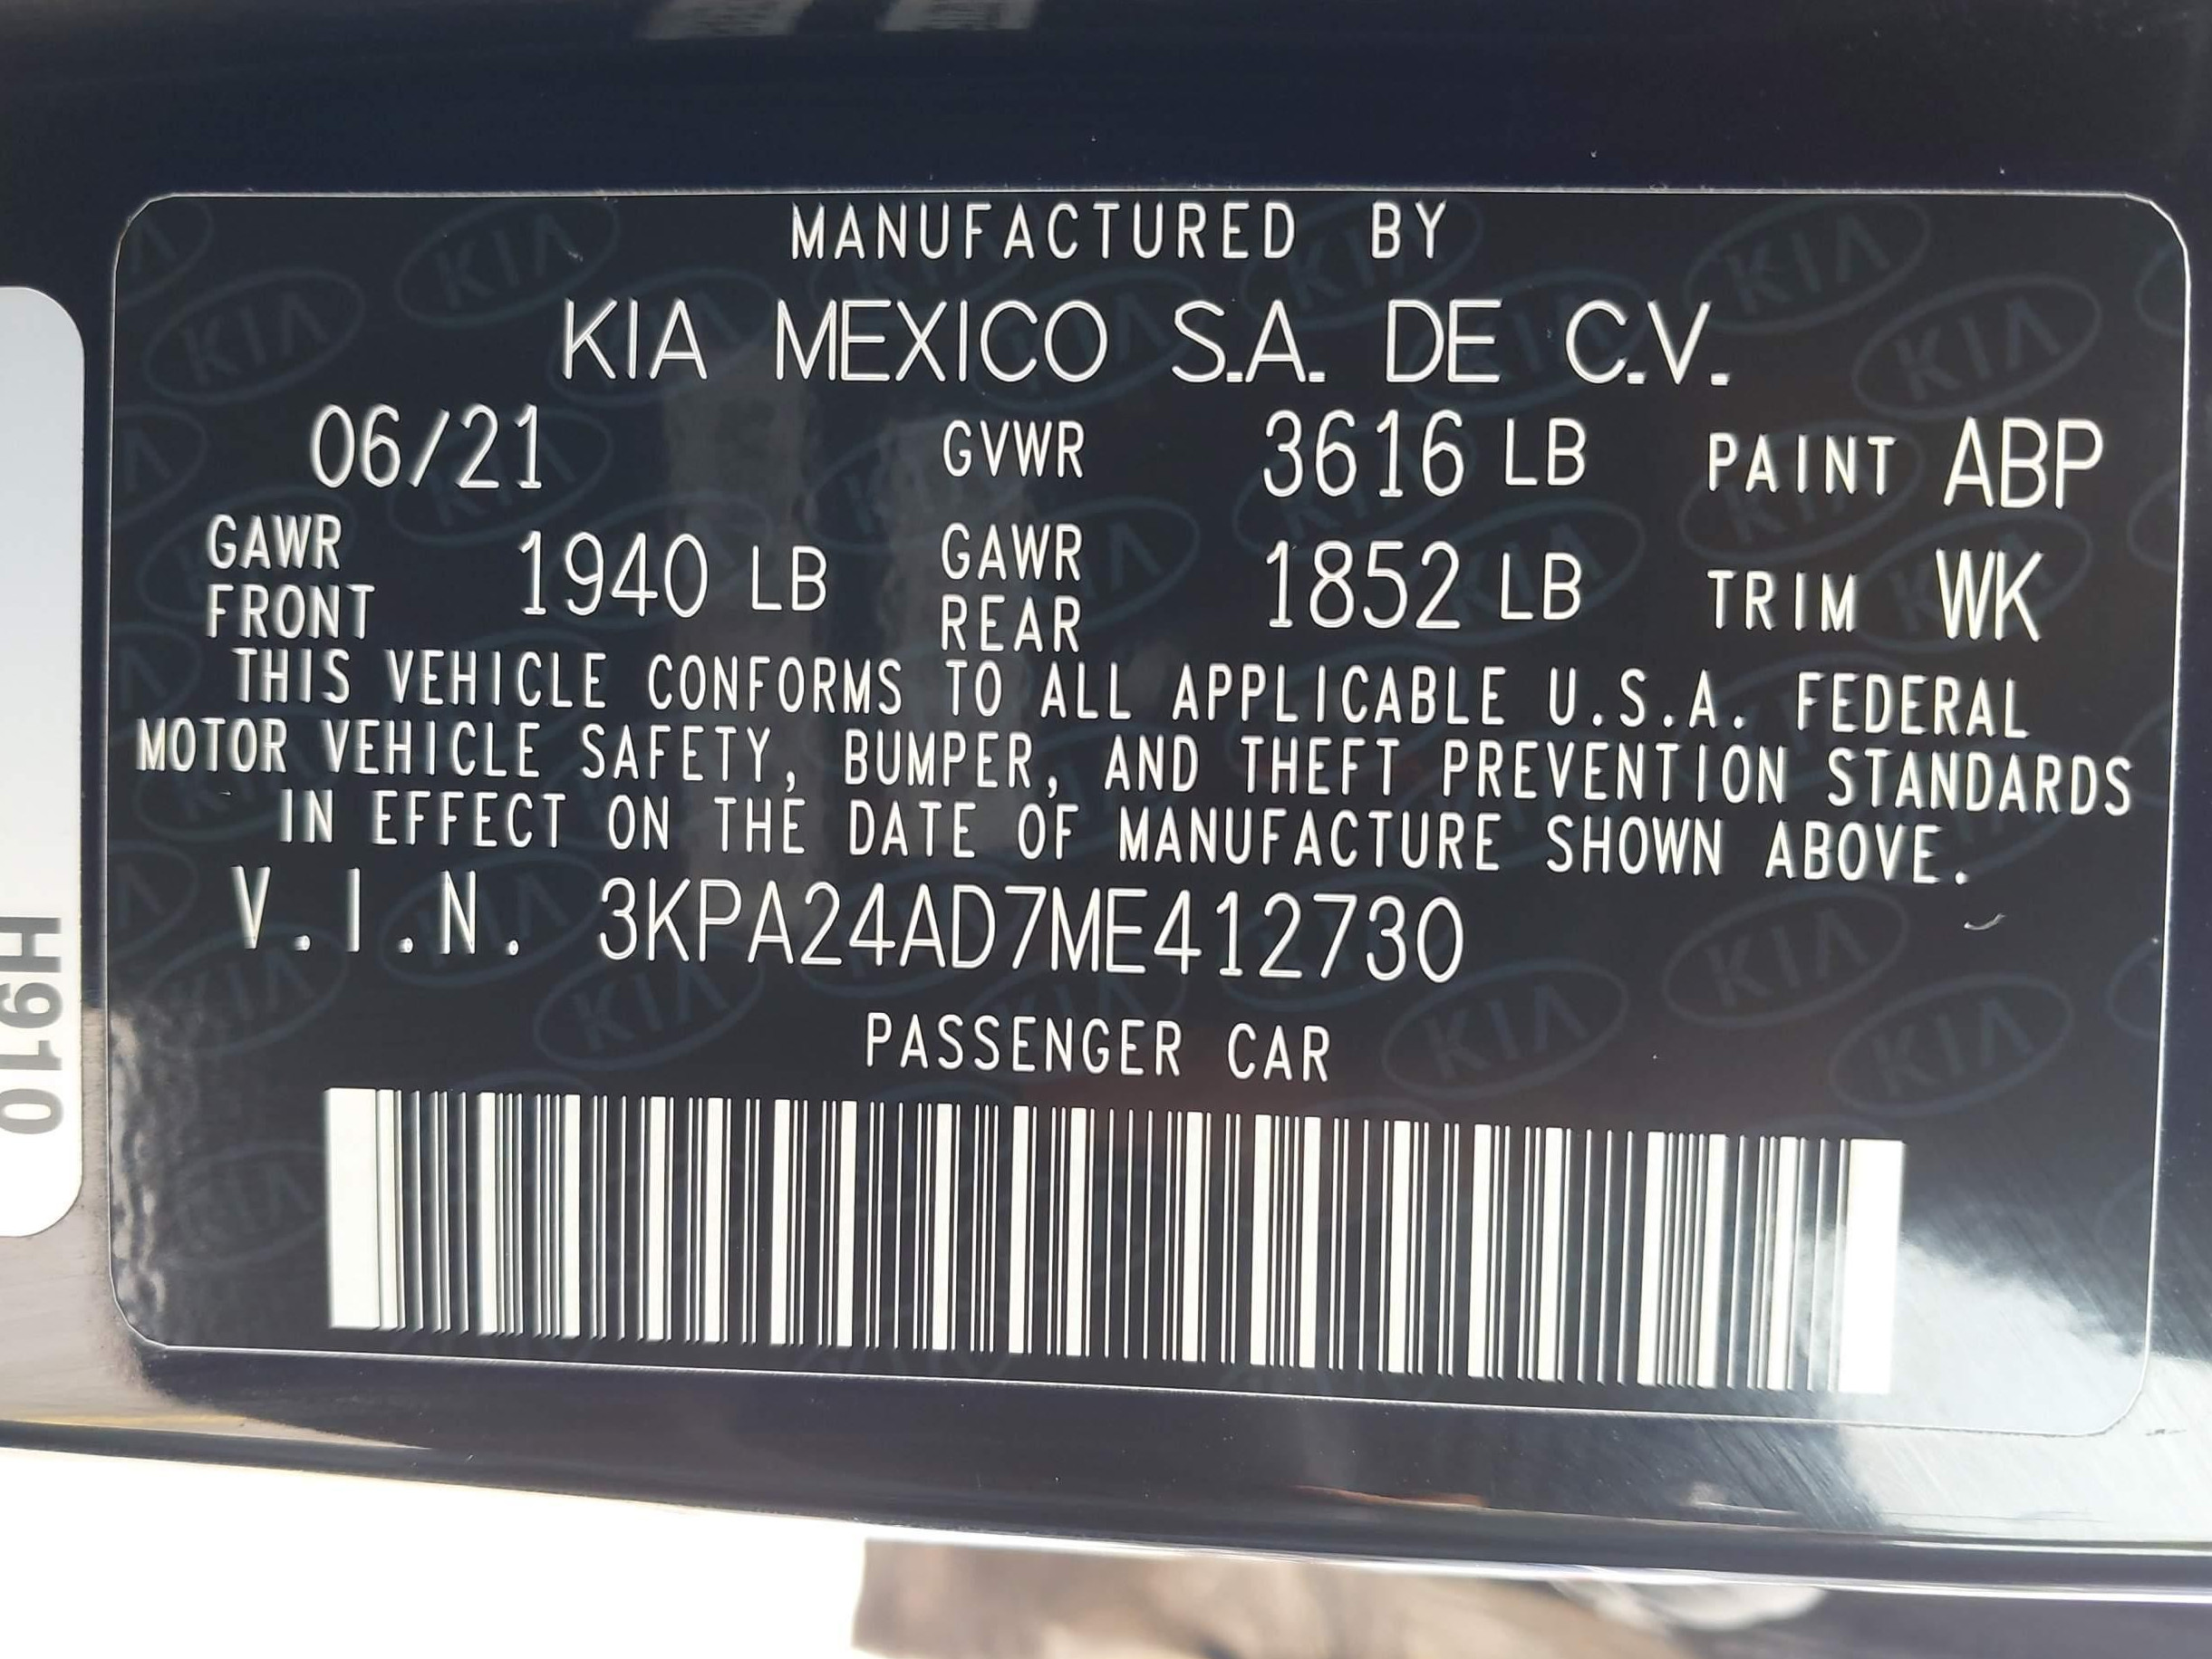 MANUFACTURED BY
KIA MEXICO S.A. DE C.V.
06/21 GVWR 3616 LB PAINT ABP
GAWR FRONT 1940 LB GAWR REAR 1852 LB TRIM WK
THIS VEHICLE CONFORMS TO ALL APPLICABLE U.S.A. FEDERAL
MOTOR VEHICLE SAFETY, BUMPER, AND THEFT PREVENTION STANDARDS
IN EFFECT ON THE DATE OF MANUFACTURE SHOWN ABOVE.
V.I.N. 3KPA24AD7ME412730
PASSENGER CAR
H910